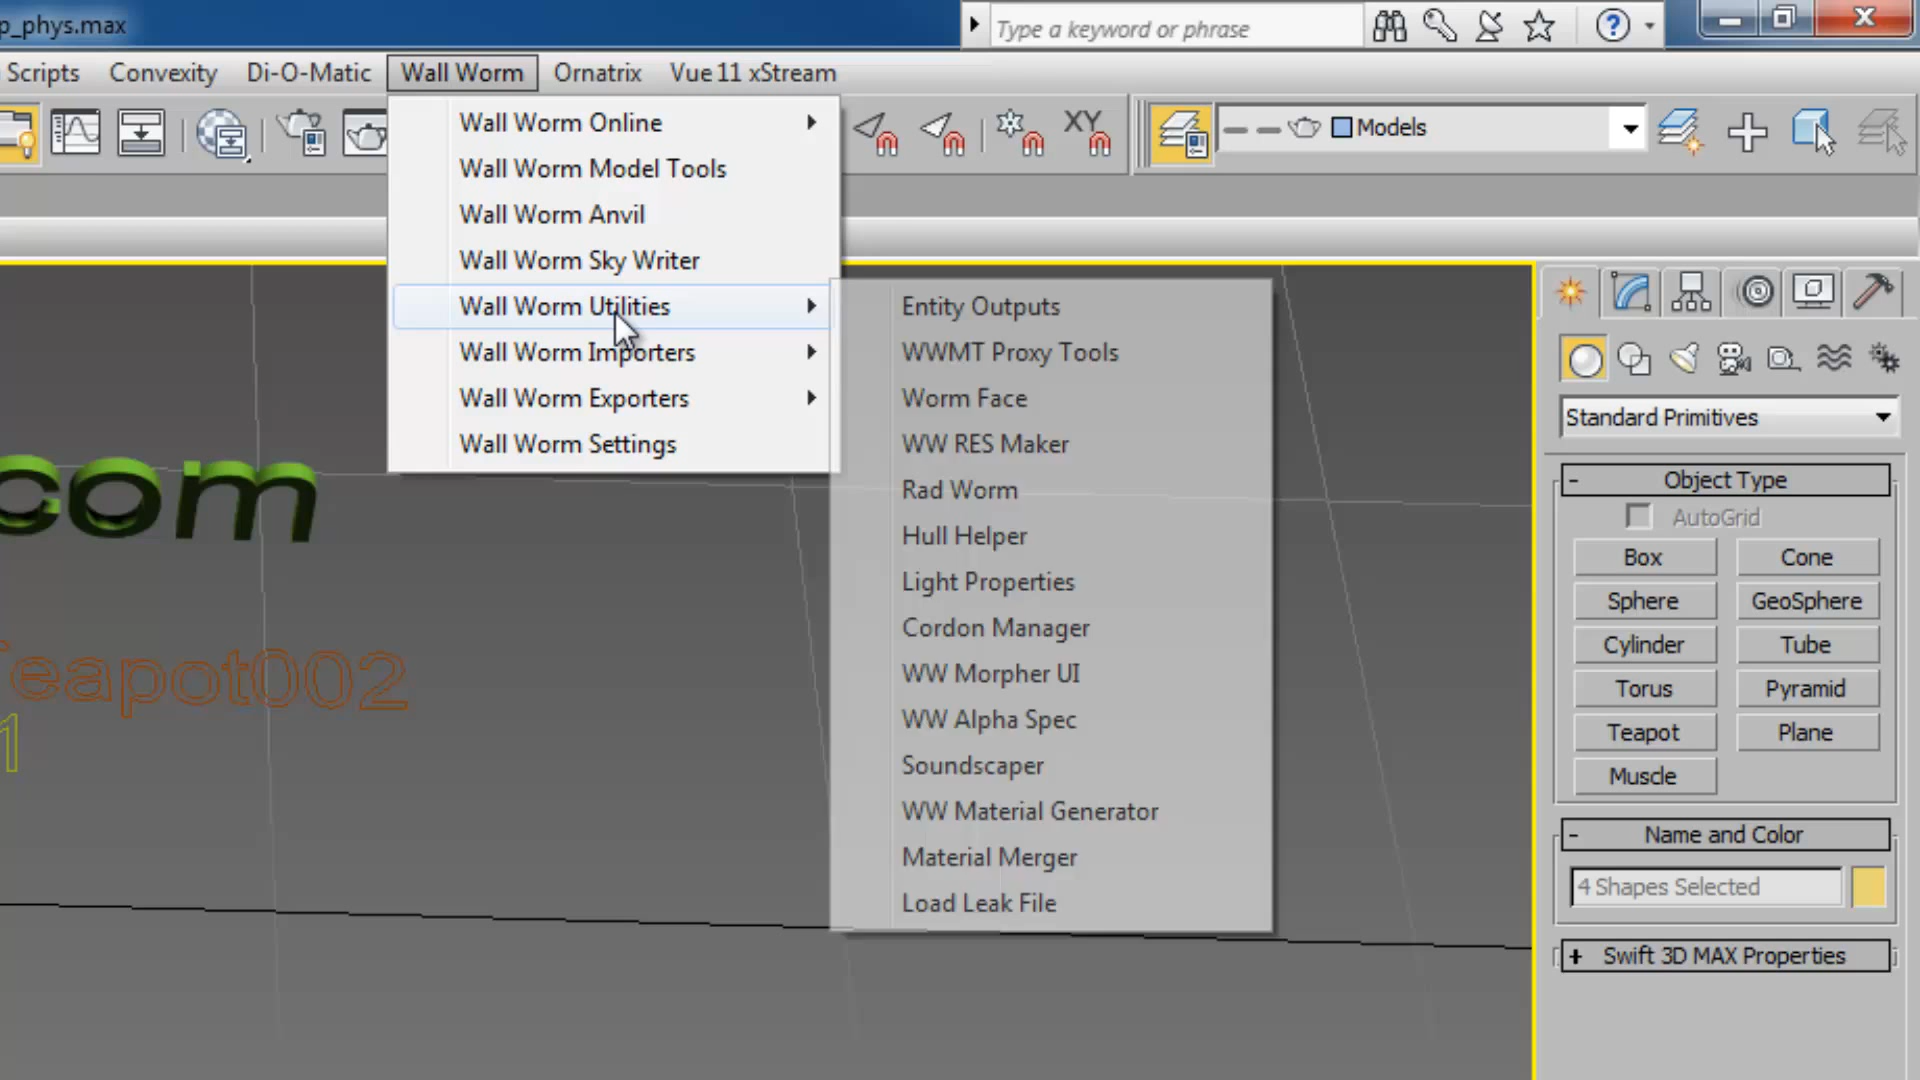 p_phys.max
Type a keyword or phrase
Scripts Convexity Di-O-Matic Wall Worm Ornatrix Vue 11 xStream
XY
Models
Wall Worm Online
Wall Worm Model Tools
Wall Worm Anvil
Wall Worm Sky Writer
Wall Worm Utilities
Wall Worm Importers
Wall Worm Exporters
Wall Worm Settings
Entity Outputs
WWMT Proxy Tools
Worm Face
WW RES Maker
Rad Worm
Hull Helper
Light Properties
Cordon Manager
WW Morpher UI
WW Alpha Spec
Soundscaper
WW Material Generator
Material Merger
Load Leak File
com
Teapot002
1
Standard Primitives
- Object Type
AutoGrid
Box Cone
Sphere GeoSphere
Cylinder Tube
Torus Pyramid
Teapot Plane
Muscle
- Name and Color
4 Shapes Selected
+ Swift 3D MAX Properties